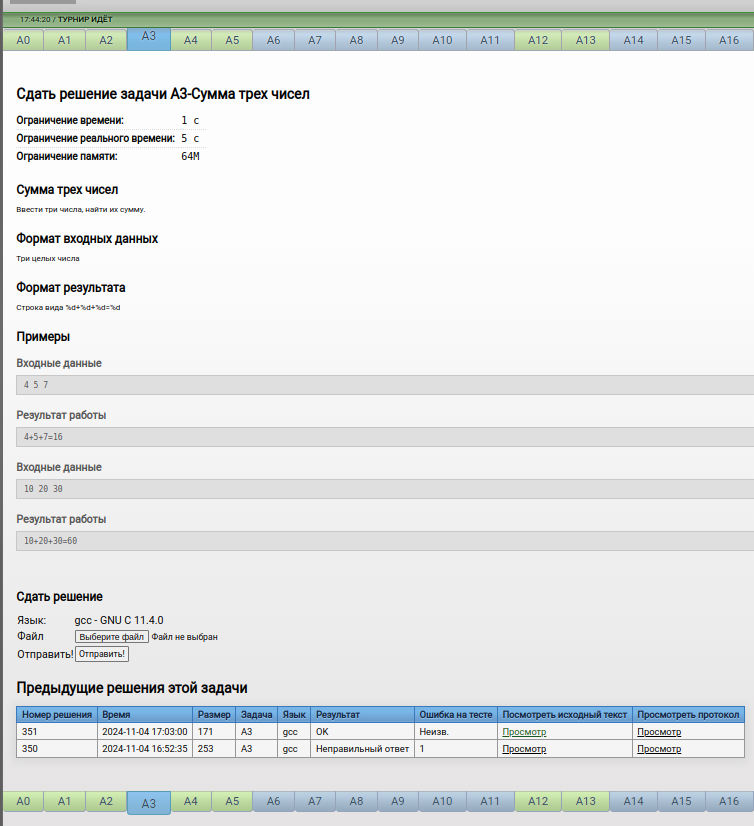 17:44:20 / ТУРНИР ИДЁТ
A0 A1 A2 A3 A4 A5 A6 A7 A8 A9 A10 A11 A12 A13 A14 A15 A16
Сдать решение задачи A3-Сумма трех чисел
Ограничение времени: 1 с
Ограничение реального времени: 5 с
Ограничение памяти: 64M
Сумма трех чисел
Ввести три числа, найти их сумму.
Формат входных данных
Три целых числа
Формат результата
Строка вида %d+%d+%d=%d
Примеры
Входные данные
4 5 7
Результат работы
4+5+7=16
Входные данные
10 20 30
Результат работы
10+20+30=60
Сдать решение
Язык: gcc - GNU C 11.4.0
Файл Выберите файл Файл не выбран
Отправить! Отправить!
Предыдущие решения этой задачи
Номер решения Время Размер Задача Язык Результат Ошибка на тесте Посмотреть исходный текст Просмотреть протокол
351 2024-11-04 17:03:00 171 A3 gcc OK Неизв. Просмотр Просмотр
350 2024-11-04 16:52:35 253 A3 gcc Неправильный ответ 1 Просмотр Просмотр
A0 A1 A2 A3 A4 A5 A6 A7 A8 A9 A10 A11 A12 A13 A14 A15 A16